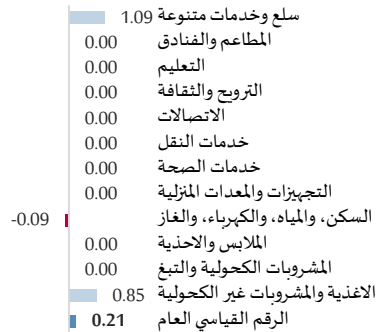 سلع وخدمات متنوعة 1.09
المطاعم والفنادق 0.00
التعليم 0.00
الترويح والثقافة 0.00
الاتصالات 0.00
خدمات النقل 0.00
خدمات الصحة 0.00
التجهيزات والمعدات المنزلية 0.00
السكن، والمياه، والكهرباء، والغاز -0.09
الملابس والاحذية 0.00
المشروبات الكحولية والتبغ 0.00
الاغذية والمشروبات غير الكحولية 0.85
الرقم القياسي العام 0.21